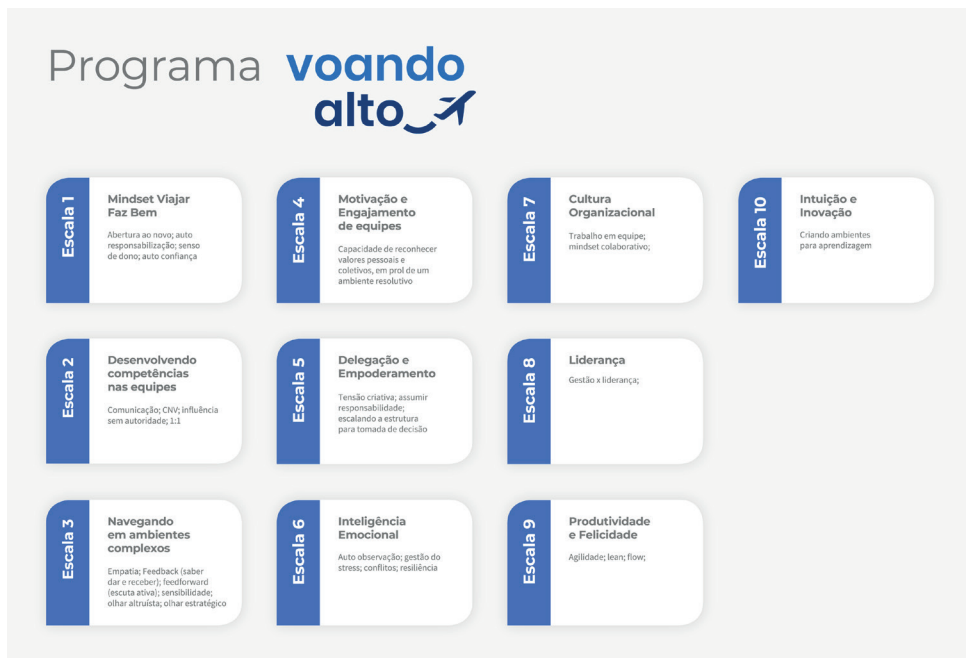 Programa voando
alto
Escala 1
Mindset Viajar
Faz Bem
Abertura ao novo; auto
responsabilização; senso
de dono; auto confiança
Escala 2
Desenvolvendo
competências
nas equipes
Comunicação; CNV; influência
sem autoridade; 1:1
Escala 3
Navegando
em ambientes
complexos
Empatia; Feedback (saber
dar e receber); feedforward
(escuta ativa); sensibilidade;
olhar altruísta; olhar estratégico
Escala 4
Motivação e
Engajamento
de equipes
Capacidade de reconhecer
valores pessoais e
coletivos, em prol de um
ambiente resolutivo
Escala 5
Delegação e
Empoderamento
Tensão criativa; assumir
responsabilidade;
escalando a estrutura
para tomada de decisão
Escala 6
Inteligência
Emocional
Auto observação; gestão do
stress; conflitos; resiliência
Escala 7
Cultura
Organizacional
Trabalho em equipe;
mindset colaborativo;
Escala 8
Liderança
Gestão x liderança;
Escala 9
Produtividade
e Felicidade
Agilidade; lean; flow;
Escala 10
Intuição e
Inovação
Criando ambientes
para aprendizagem